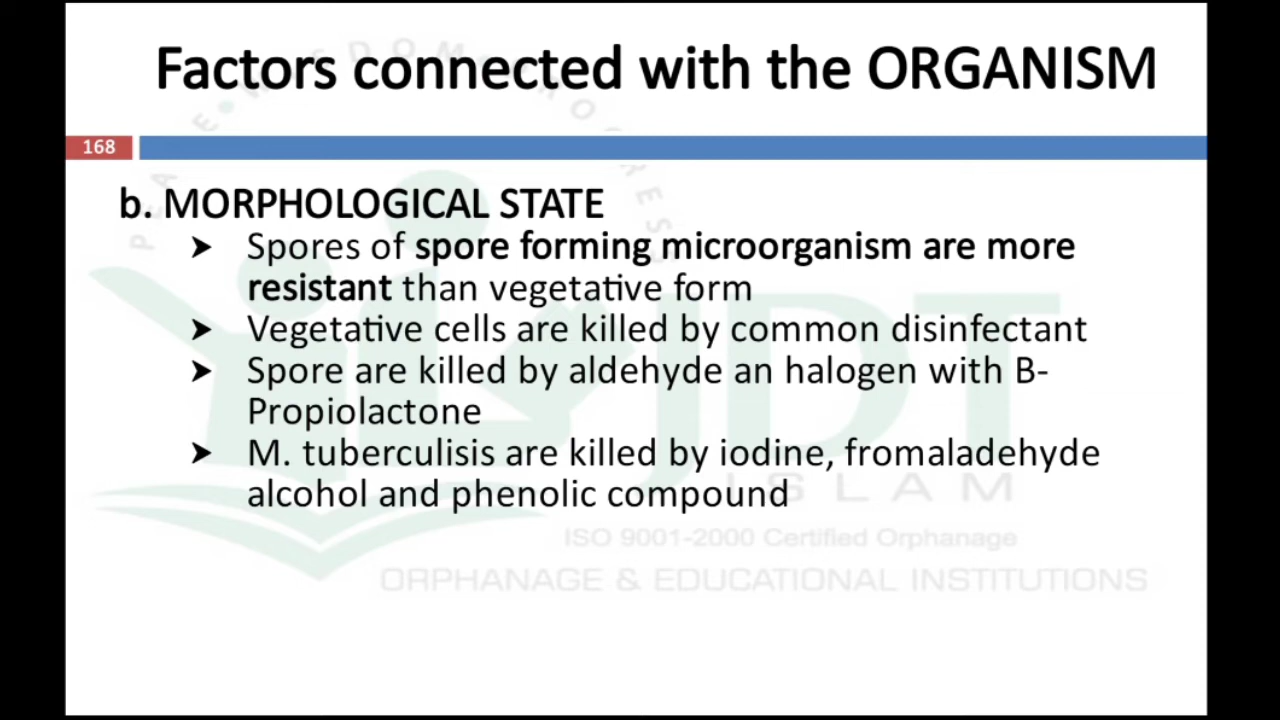 Factors connected with the ORGANISM
168
b. MORPHOLOGICAL STATE
➤ Spores of spore forming microorganism are more
resistant than vegetative form
➤ Vegetative cells are killed by common disinfectant
➤ Spore are killed by aldehyde an halogen with B-
Propiolactone
➤ M. tuberculisis are killed by iodine, fromaladehyde
alcohol and phenolic compound
JDT
ISLAM
ISO 9001-2000 Certified Orphanage
ORPHANAGE & EDUCATIONAL INSTITUTIONS